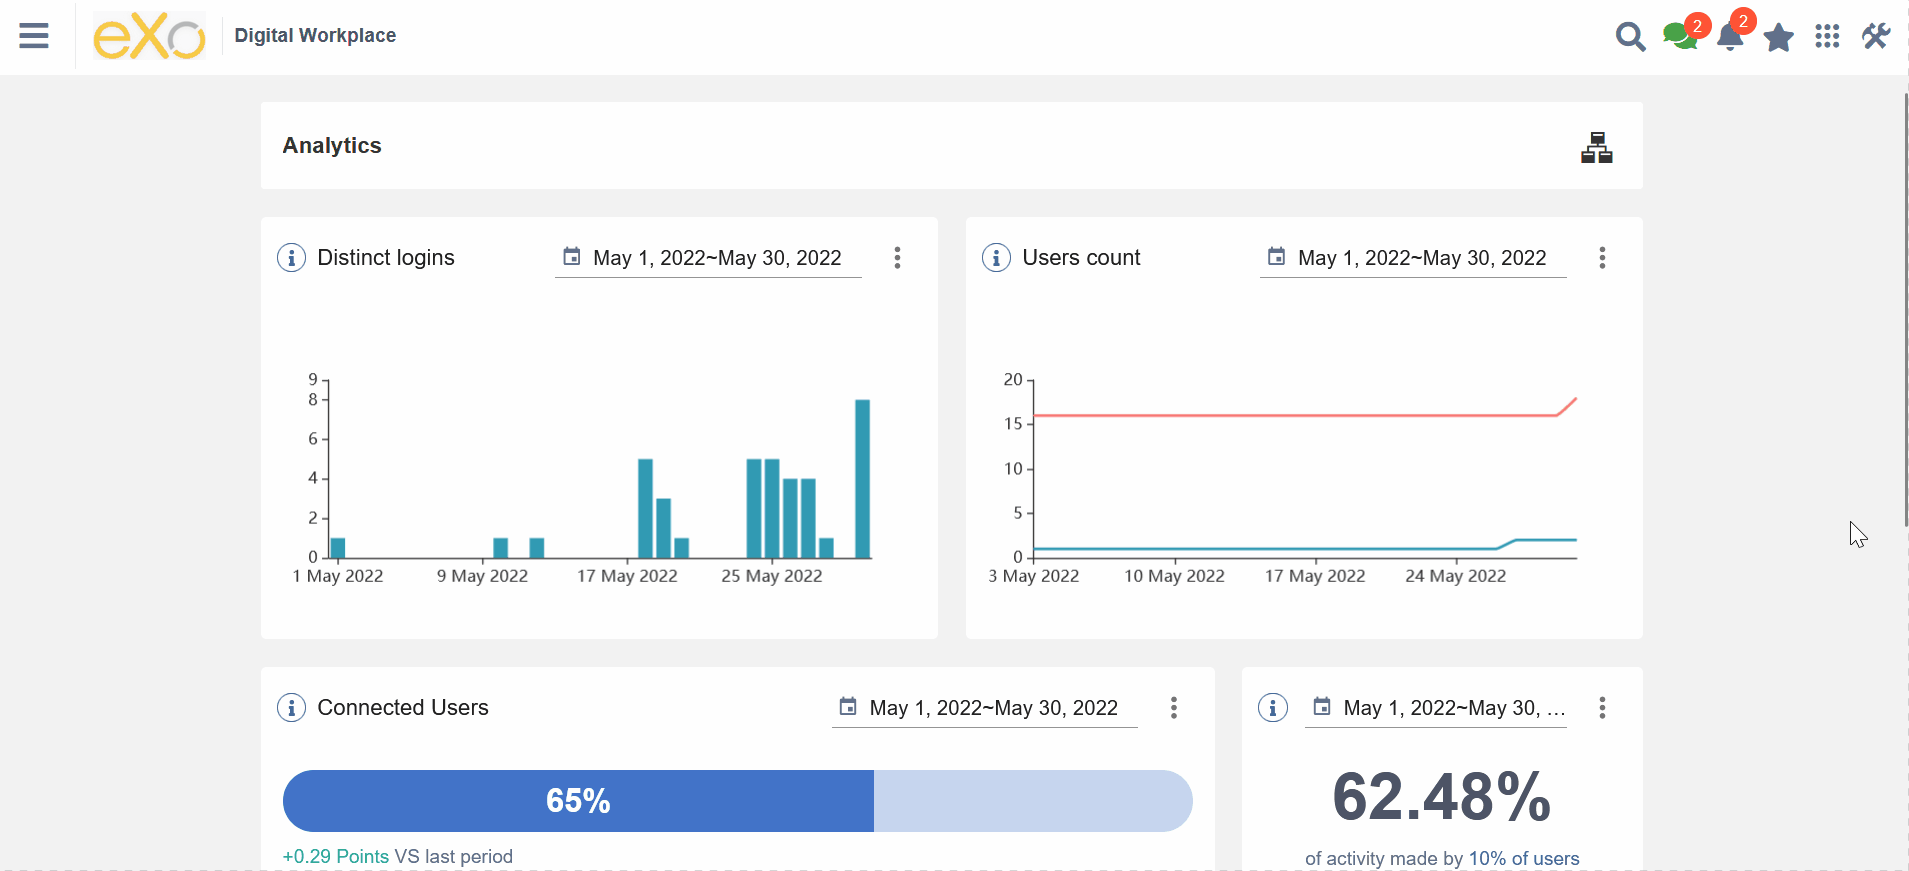 eXo
Digital Workplace
2
2
Analytics
Distinct logins
May 1, 2022~May 30, 2022
9
8
6
4
2
0
1 May 2022
9 May 2022
17 May 2022
25 May 2022
Users count
May 1, 2022~May 30, 2022
20
15
10
5
0
3 May 2022
10 May 2022
17 May 2022
24 May 2022
Connected Users
May 1, 2022~May 30, 2022
65%
+0.29 Points VS last period
May 1, 2022~May 30, ...
62.48%
of activity made by 10% of users